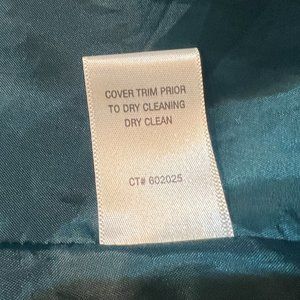 COVER TRIM PRIOR
TO DRY CLEANING
DRY CLEAN
CT# 602025